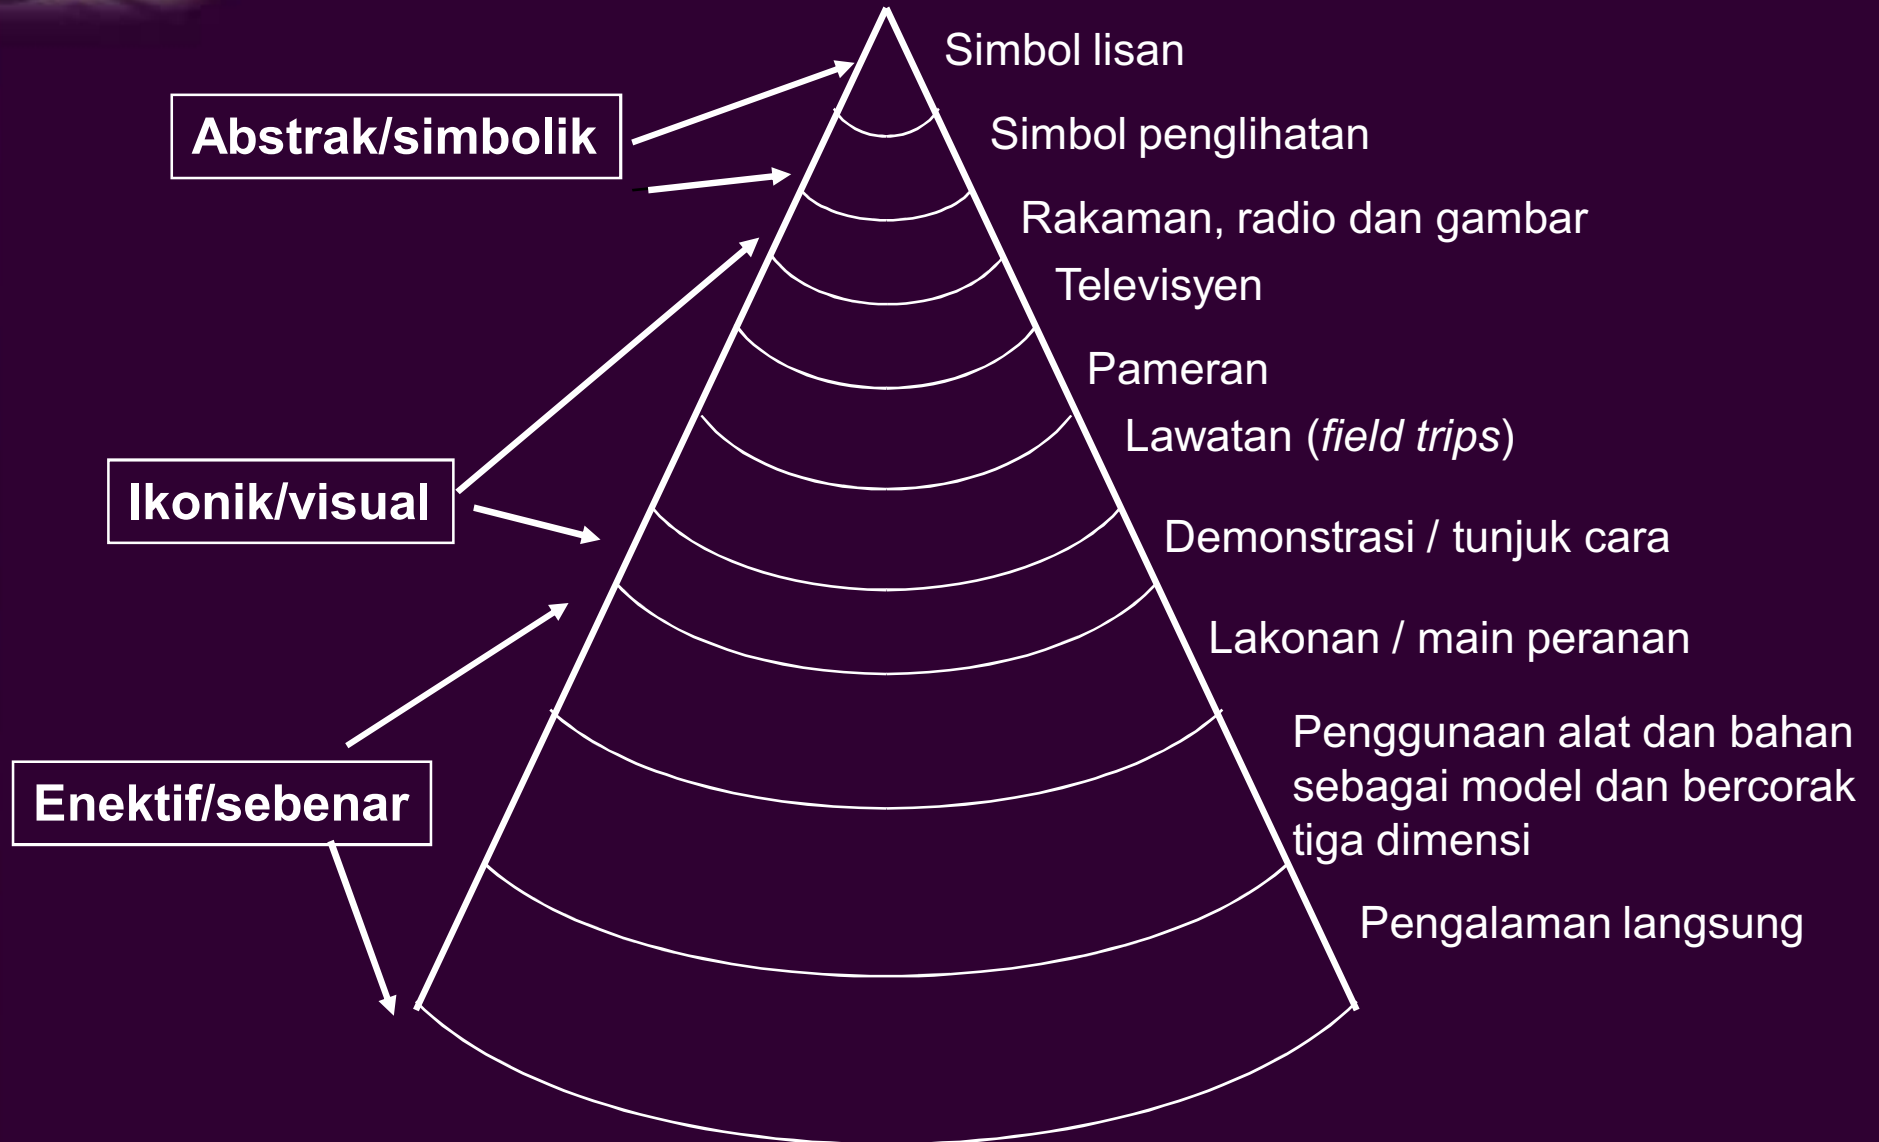 Simbol lisan
Abstrak/simbolik
Simbol penglihatan
Rakaman, radio dan gambar
Televisyen
Pameran
Lawatan (field trips)
Ikonik/visual
Demonstrasi / tunjuk cara
Lakonan / main peranan
Enektif/sebenar
Penggunaan alat dan bahan
sebagai model dan bercorak
tiga dimensi
Pengalaman langsung